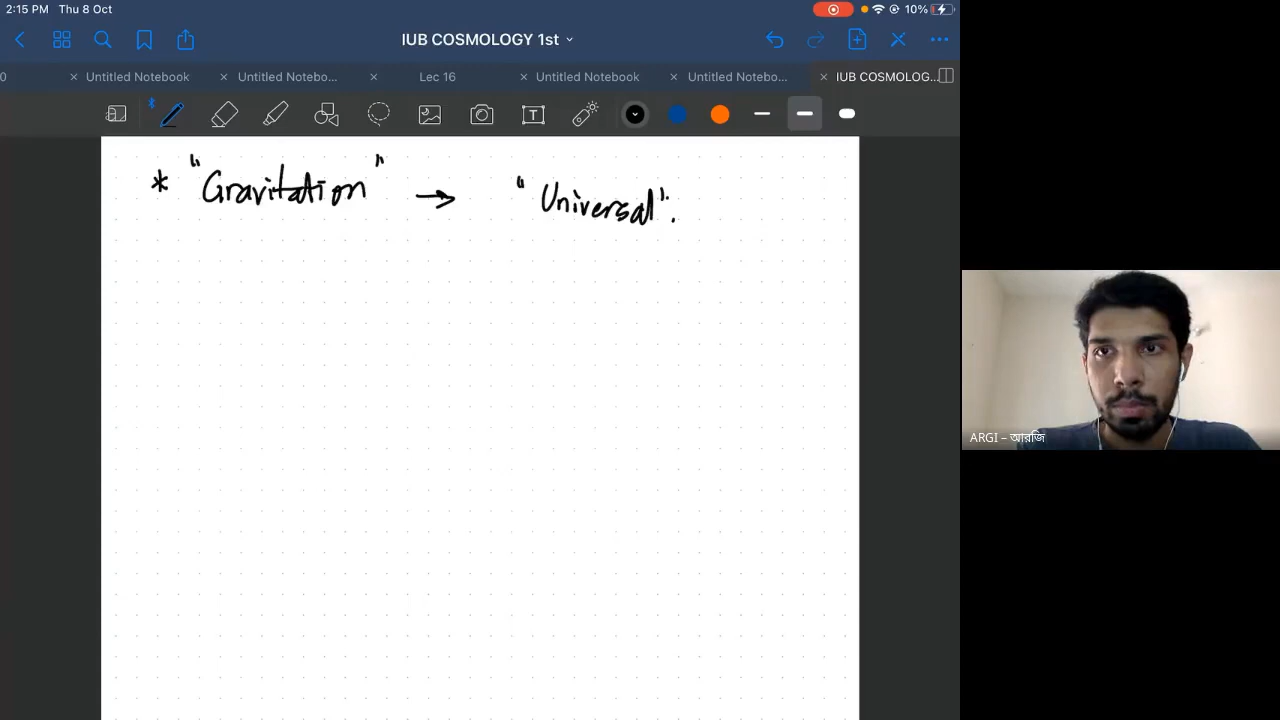 2:15 PM Thu 8 Oct 10%
IUB COSMOLOGY 1st
0 × Untitled Notebook × Untitled Notebo... × Lec 16 × Untitled Notebook × Untitled Notebo... × IUB COSMOLOG...
T
* "Gravitation" → "Universal".
ARGI – আরজি